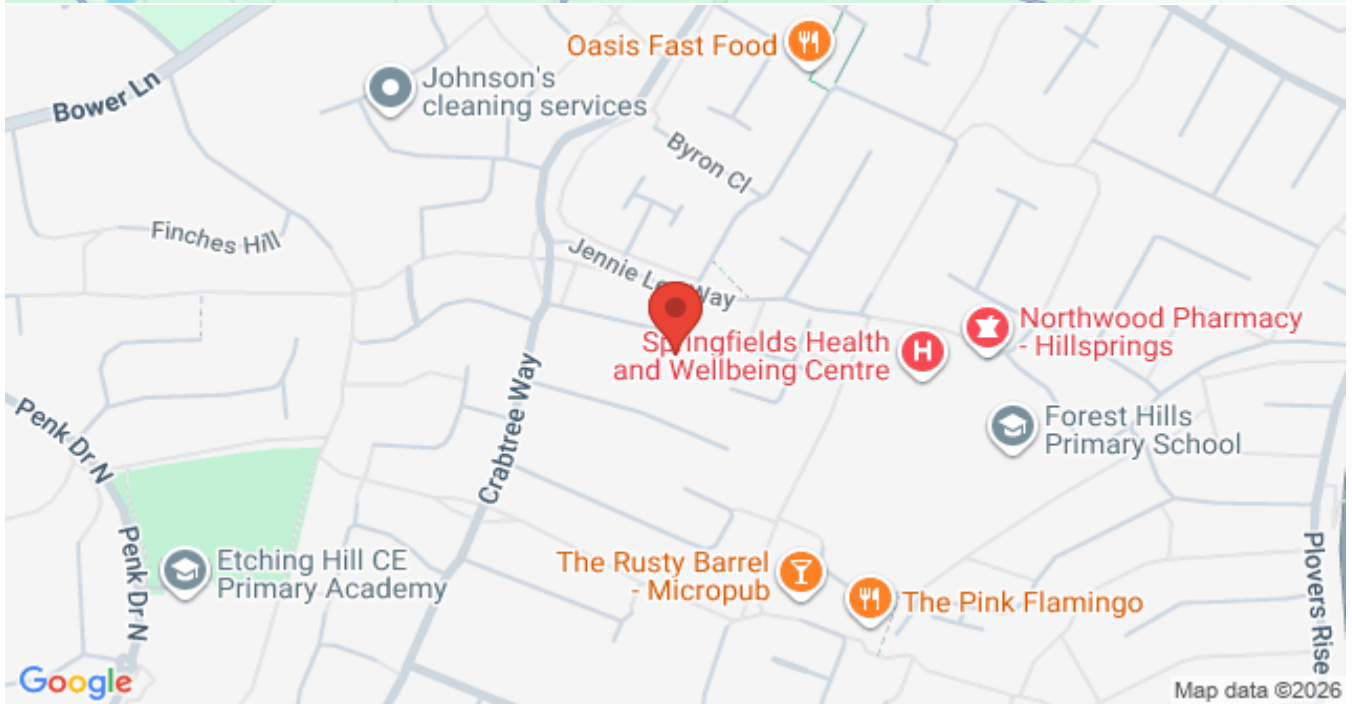 Oasis Fast Food
Johnson's
cleaning services
Bower Ln
Byron Cl
Finches Hill
Jennie Way
Springfields Health
and Wellbeing Centre
Northwood Pharmacy
- Hillsprings
H
Crabtree Way
Forest Hills
Primary School
Penk Dr N
Penk Dr N
Etching Hill CE
Primary Academy
The Rusty Barrel
- Micropub
The Pink Flamingo
Plovers Rise
Google
Map data ©2026